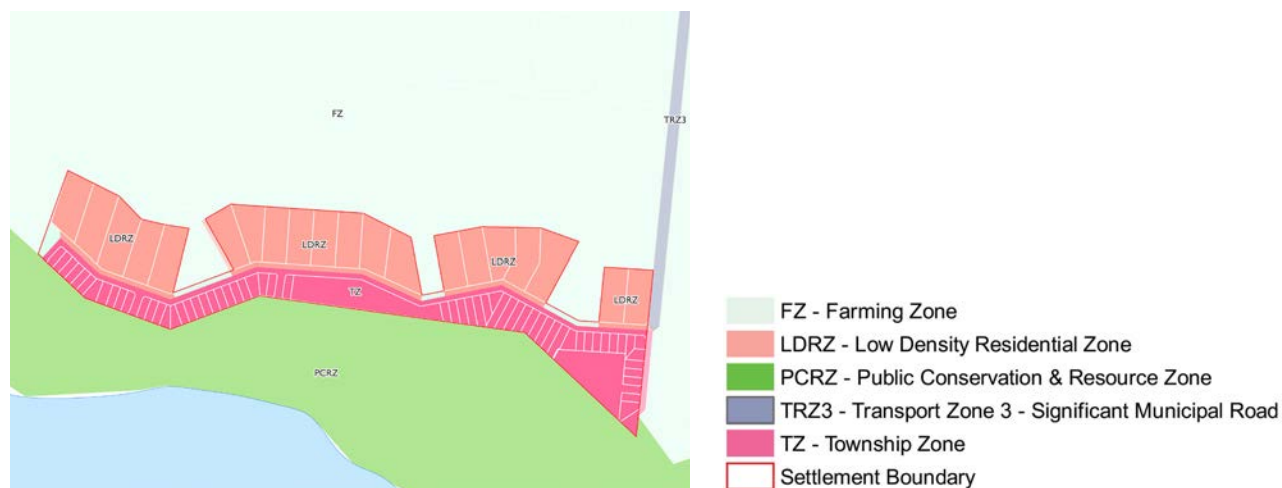 FZ
TRZ3
LDRZ
LDRZ
LDRZ
LDRZ
TZ
PCRZ
FZ - Farming Zone
LDRZ - Low Density Residential Zone
PCRZ - Public Conservation & Resource Zone
TRZ3 - Transport Zone 3 - Significant Municipal Road
TZ - Township Zone
Settlement Boundary